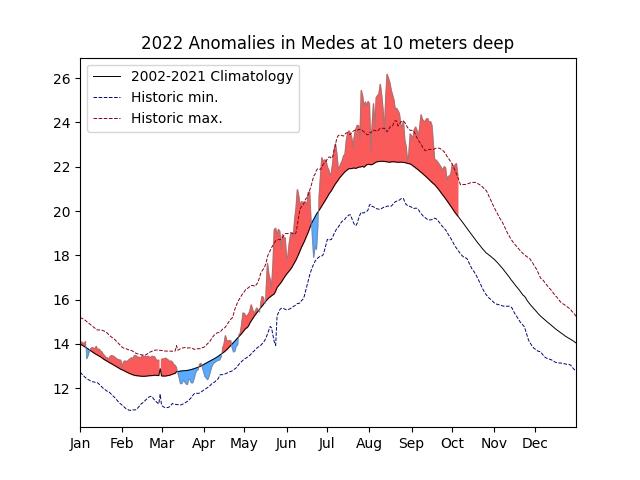 2022 Anomalies in Medes at 10 meters deep
2002-2021 Climatology
Historic min.
Historic max.
26
24
22
20
18
16
14
12
Jan Feb Mar Apr May Jun Jul Aug Sep Oct Nov Dec